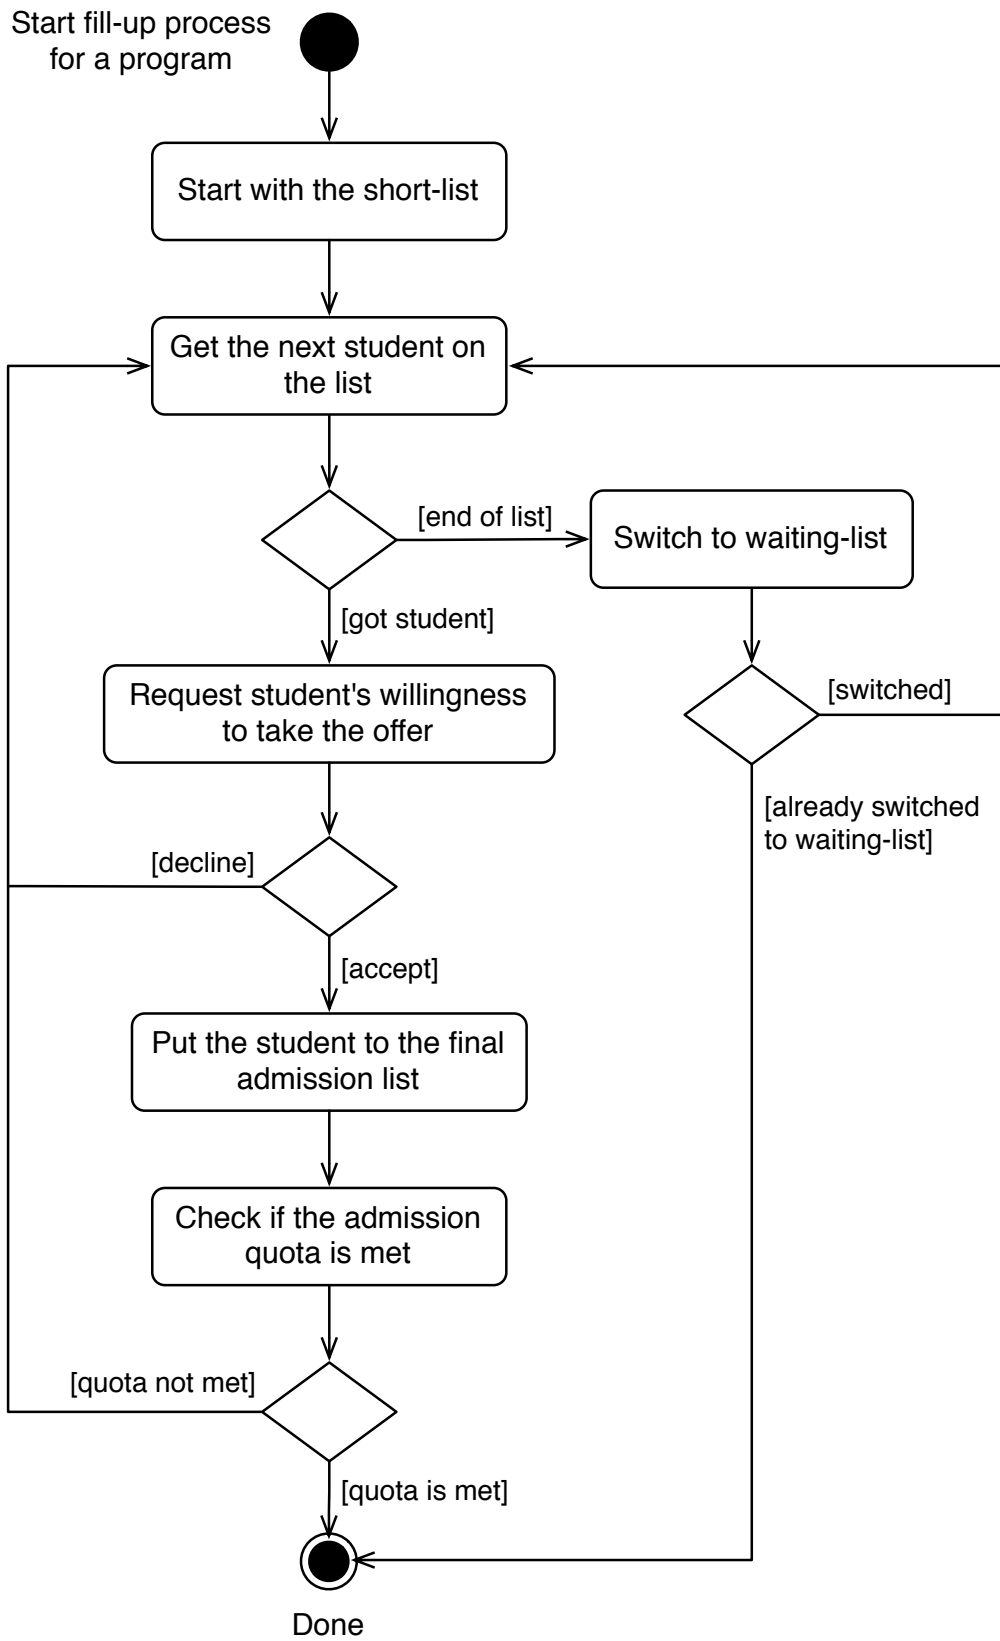 Start fill-up process
for a program
Start with the short-list
Get the next student on
the list
[end of list]
Switch to waiting-list
[got student]
Request student's willingness
to take the offer
[switched]
[already switched
to waiting-list]
[decline]
[accept]
Put the student to the final
admission list
Check if the admission
quota is met
[quota not met]
[quota is met]
Done